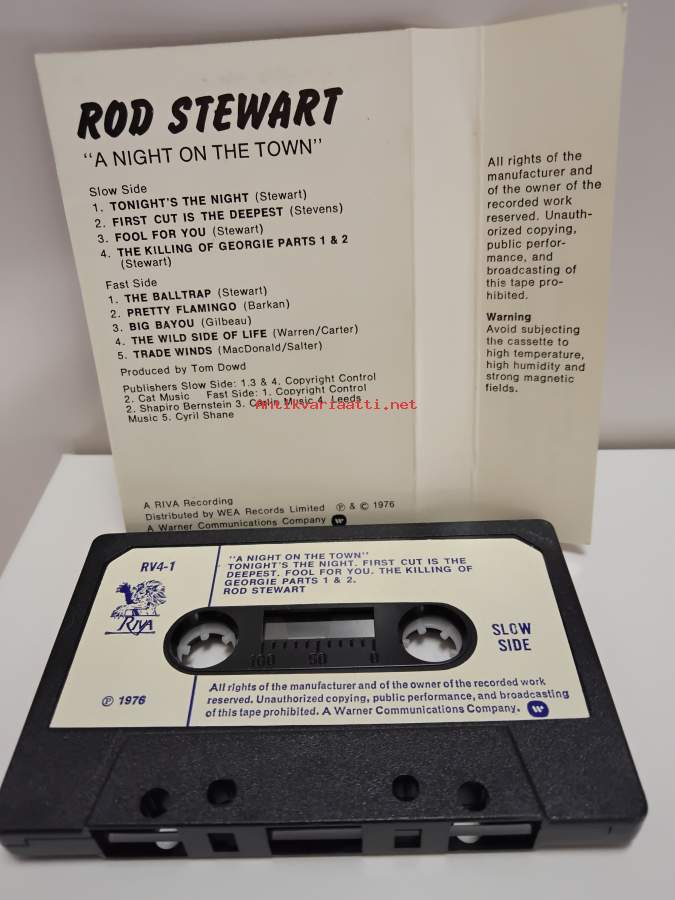 ROD STEWART
"A NIGHT ON THE TOWN"
Slow Side
1. TONIGHT'S THE NIGHT (Stewart)
2. FIRST CUT IS THE DEEPEST (Stevens)
3. FOOL FOR YOU (Stewart)
4. THE KILLING OF GEORGIE PARTS 1 & 2
(Stewart)
Fast Side
1. THE BALLTRAP (Stewart)
2. PRETTY FLAMINGO (Barkan)
3. BIG BAYOU (Gilbeau)
4. THE WILD SIDE OF LIFE (Warren/Carter)
5. TRADE WINDS (MacDonald/Salter)
Produced by Tom Dowd
Publishers Slow Side: 1.3 & 4. Copyright Control
2. Cat Music Fast Side: 1. Copyright Control
2. Shapiro Bernstein 3. Carlin Music 4. Leeds
Music 5. Cyril Shane
A RIVA Recording
Distributed by WEA Records Limited ℗ & © 1976
A Warner Communications Company
All rights of the
manufacturer and
of the owner of the
recorded work
reserved. Unauth-
orized copying,
public perfor-
mance, and
broadcasting of
this tape pro-
hibited.
Warning
Avoid subjecting
the cassette to
high temperature,
high humidity and
strong magnetic
fields.
Antikvariaatti.net
RV4-1
RIVA
℗ 1976
"A NIGHT ON THE TOWN"
TONIGHT'S THE NIGHT. FIRST CUT IS THE
DEEPEST. FOOL FOR YOU. THE KILLING OF
GEORGIE PARTS 1 & 2.
ROD STEWART
100 50 0
SLOW
SIDE
All rights of the manufacturer and of the owner of the recorded work
reserved. Unauthorized copying, public performance, and broadcasting
of this tape prohibited. A Warner Communications Company.